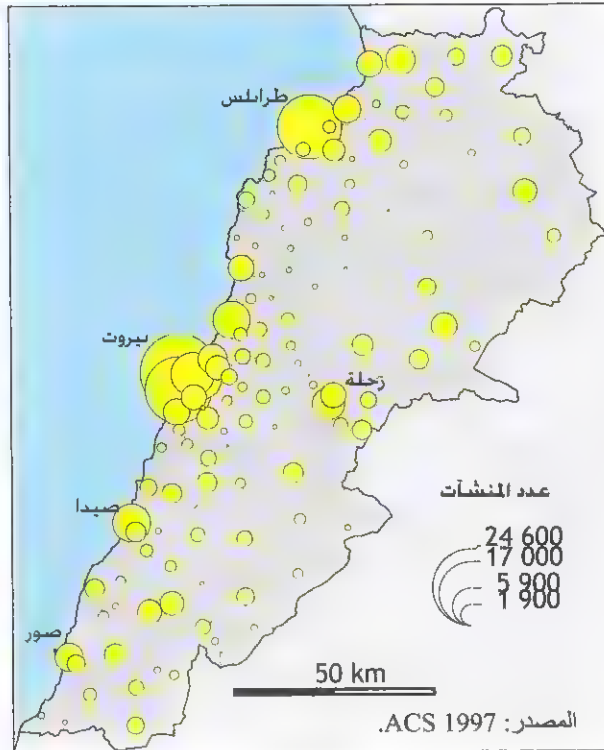 طرابلس
بيروت
زحلة
صيدا
صور
عدد المنشآت
24 600
17 000
5 900
1 900
50 km
المصدر: ACS 1997.